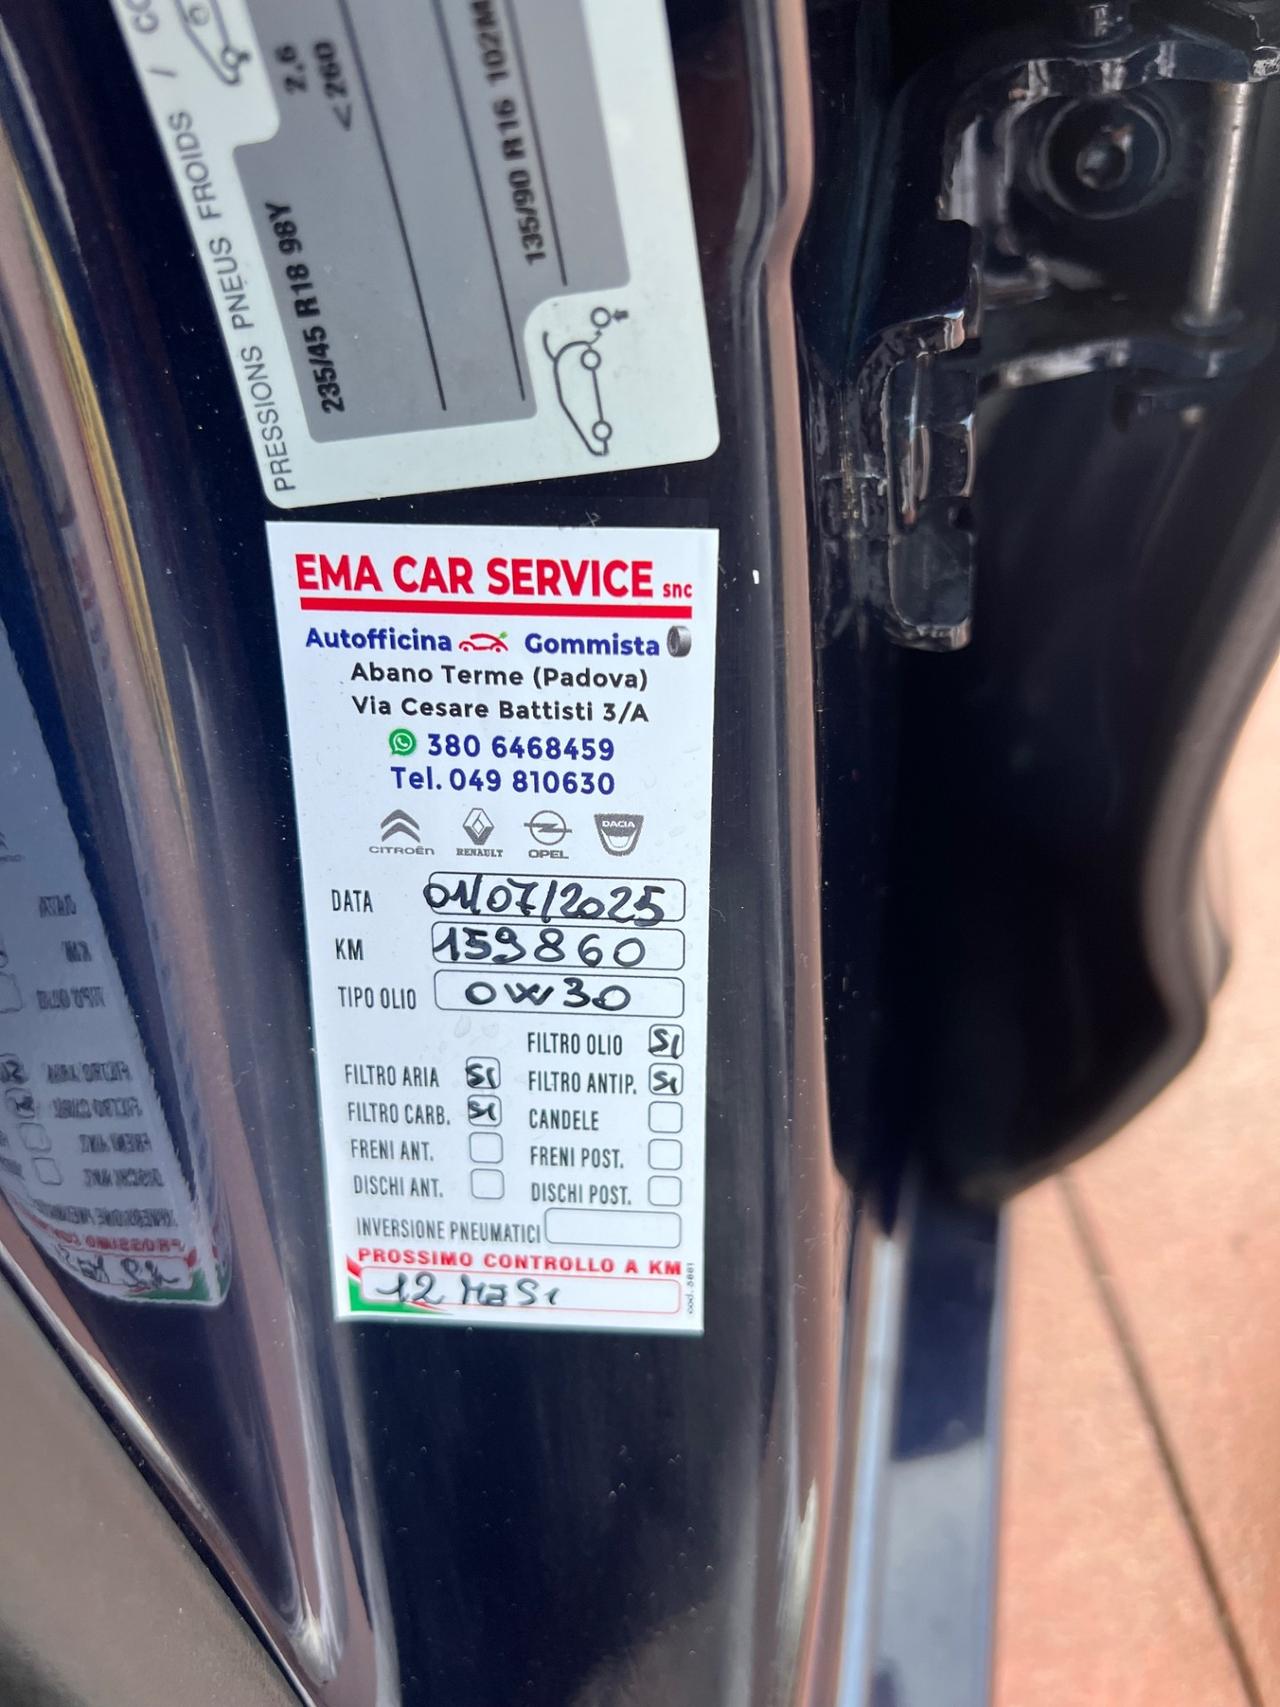 PRESSIONS PNEUS FROIDS /
2.6
<260
235/45 R18 98Y
135/90 R16 102M
EMA CAR SERVICE snc
Autofficina Gommista
Abano Terme (Padova)
Via Cesare Battisti 3/A
380 6468459
Tel. 049 810630
CITROËN RENAULT OPEL DACIA
DATA 01/07/2025
KM 159860
TIPO OLIO 0W30
FILTRO OLIO SI
FILTRO ARIA SI FILTRO ANTIP. SI
FILTRO CARB. SI CANDELE
FRENI ANT. FRENI POST.
DISCHI ANT. DISCHI POST.
INVERSIONE PNEUMATICI
PROSSIMO CONTROLLO A KM
12 MESI
cod. 5881